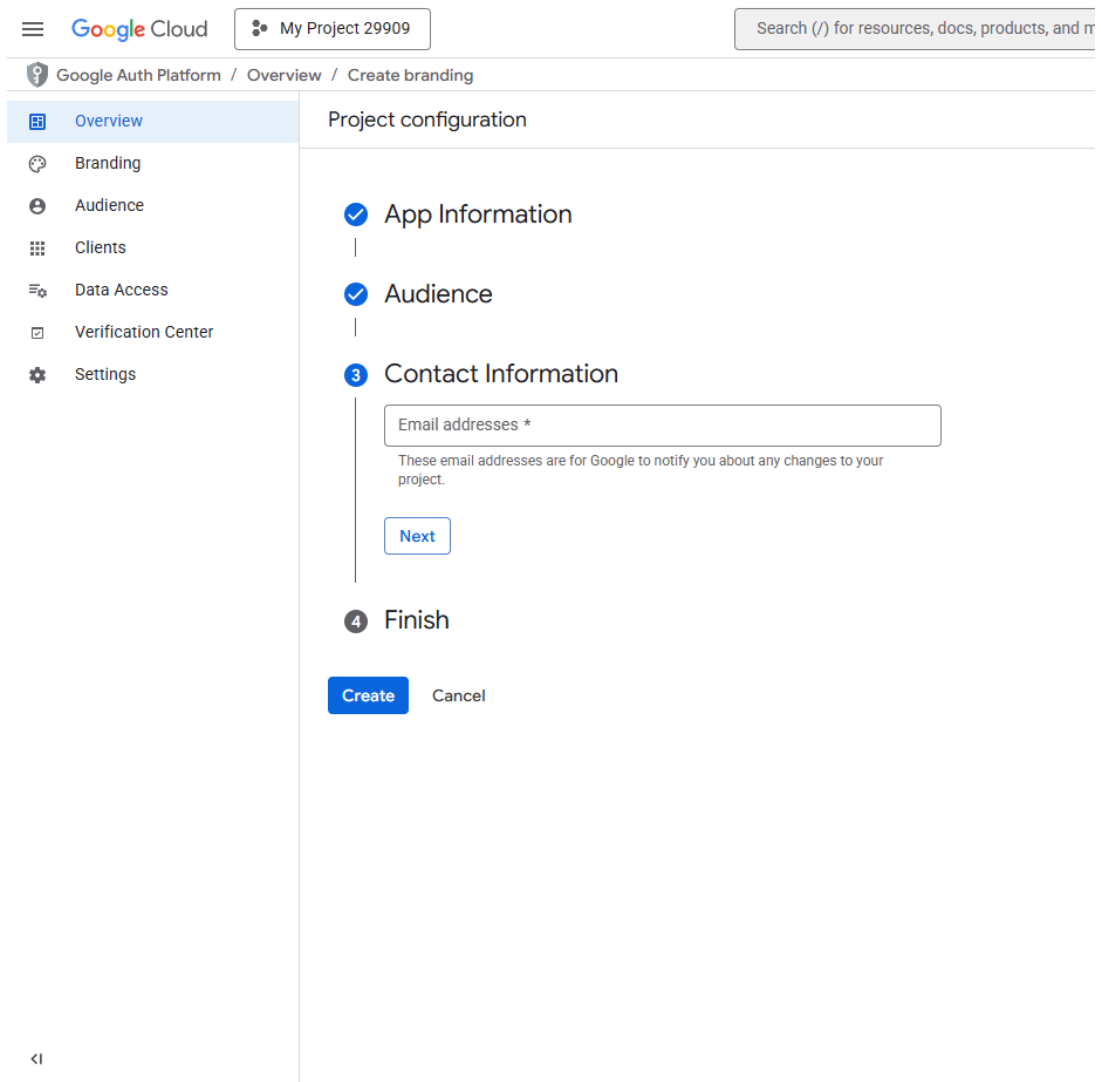 Google Cloud
My Project 29909
Search (/) for resources, docs, products, and
Google Auth Platform / Overview / Create branding
Overview
Branding
Audience
Clients
Data Access
Verification Center
Settings
Project configuration
App Information
Audience
3 Contact Information
Email addresses *
These email addresses are for Google to notify you about any changes to your
project.
Next
4 Finish
Create
Cancel